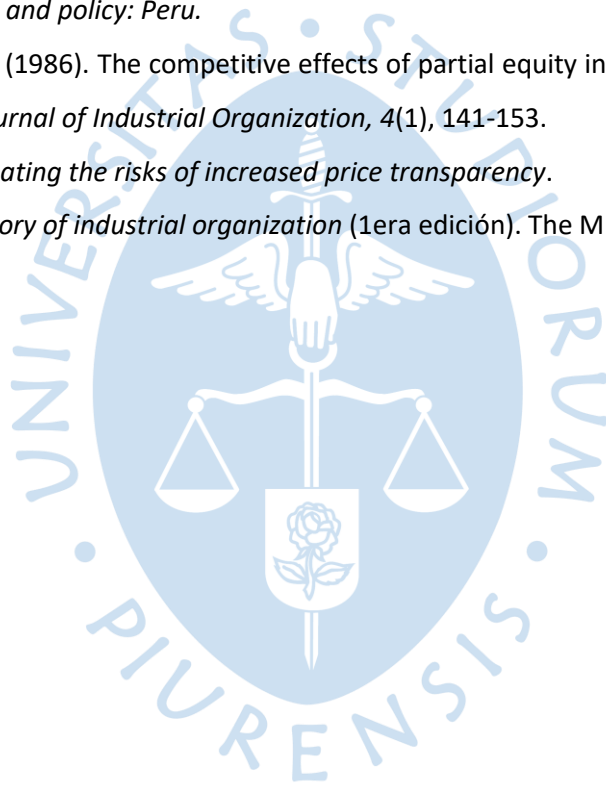 and policy: Peru.
(1986). The competitive effects of partial equity in
urnal of Industrial Organization, 4(1), 141-153.
ating the risks of increased price transparency.
ory of industrial organization (1era edición). The M
UNIVERSITAS • STUDIORUM • PIURENSIS